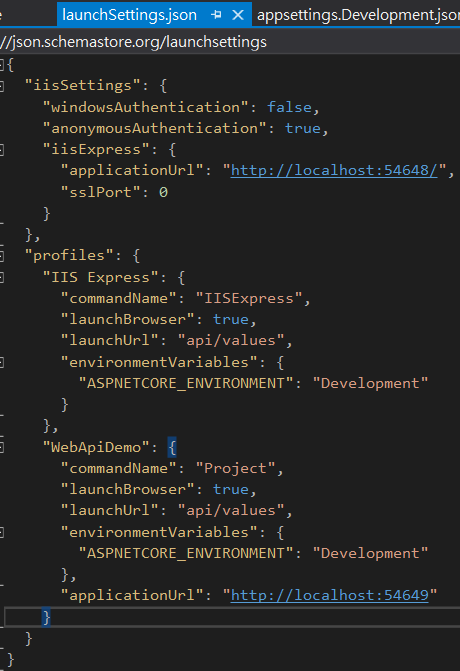 launchSettings.json
appsettings.Development.json
//json.schemastore.org/launchsettings
{
"iisSettings": {
"windowsAuthentication": false,
"anonymousAuthentication": true,
"iisExpress": {
"applicationUrl": "http://localhost:54648/",
"sslPort": 0
}
},
"profiles": {
"IIS Express": {
"commandName": "IISExpress",
"launchBrowser": true,
"launchUrl": "api/values",
"environmentVariables": {
"ASPNETCORE_ENVIRONMENT": "Development"
}
},
"WebApiDemo": {
"commandName": "Project",
"launchBrowser": true,
"launchUrl": "api/values",
"environmentVariables": {
"ASPNETCORE_ENVIRONMENT": "Development"
},
"applicationUrl": "http://localhost:54649"
}
}
}